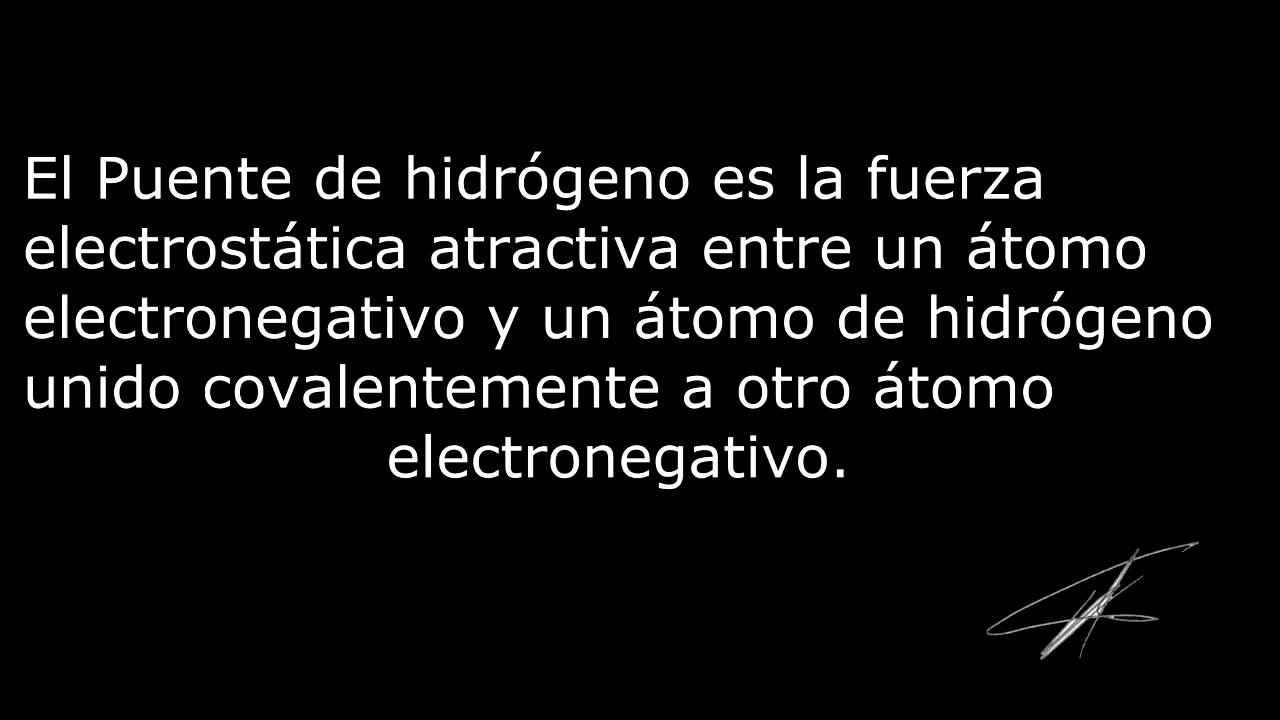 El Puente de hidrógeno es la fuerza
electrostática atractiva entre un átomo
electronegativo y un átomo de hidrógeno
unido covalentemente a otro átomo
electronegativo.